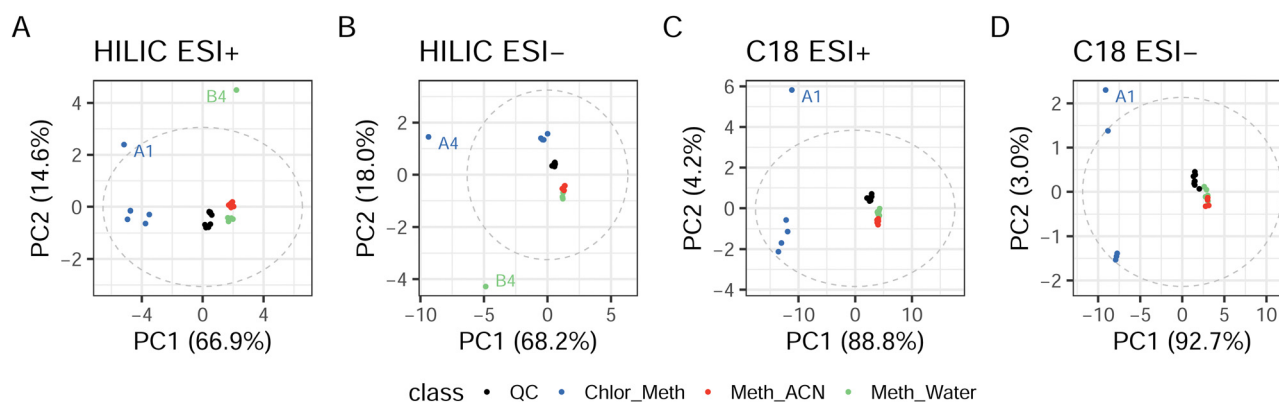 A
HILIC ESI+
PC2 (14.6%)
4
2
0
−2
B4
A1
−4
0
4
PC1 (66.9%)
B
HILIC ESI−
PC2 (18.0%)
2
0
−2
−4
A4
B4
−10
−5
0
5
PC1 (68.2%)
C
C18 ESI+
PC2 (4.2%)
6
4
2
0
−2
−4
A1
−10
0
10
PC1 (88.8%)
D
C18 ESI−
PC2 (3.0%)
2
1
0
−1
−2
A1
−10
−5
0
5
10
PC1 (92.7%)
class QC Chlor_Meth Meth_ACN Meth_Water